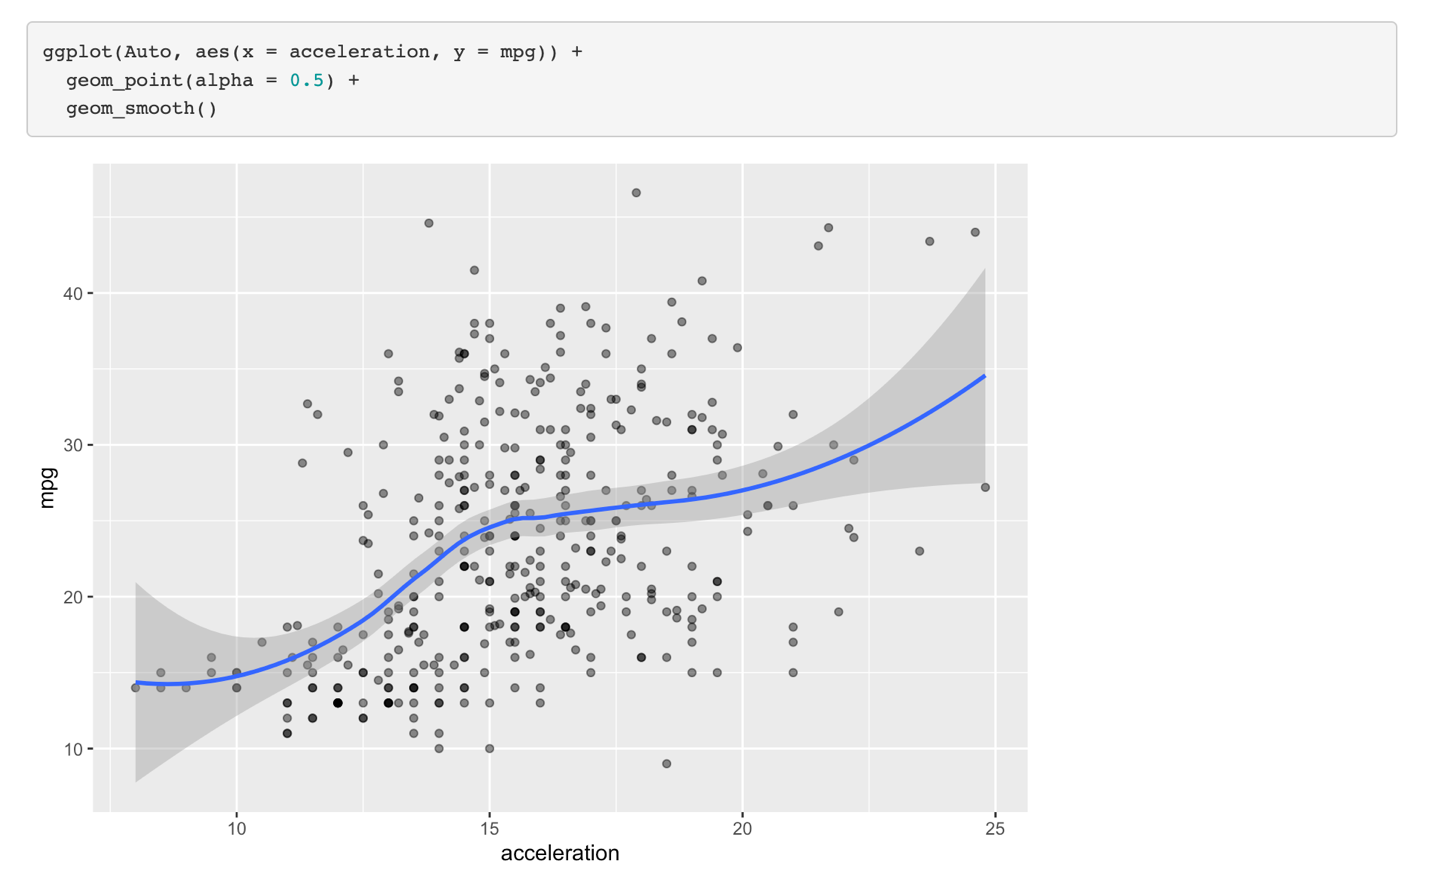 ggplot(Auto, aes(x = acceleration, y = mpg)) +
  geom_point(alpha = 0.5) +
  geom_smooth()
40
30
20
10
mpg
10 15 20 25
acceleration